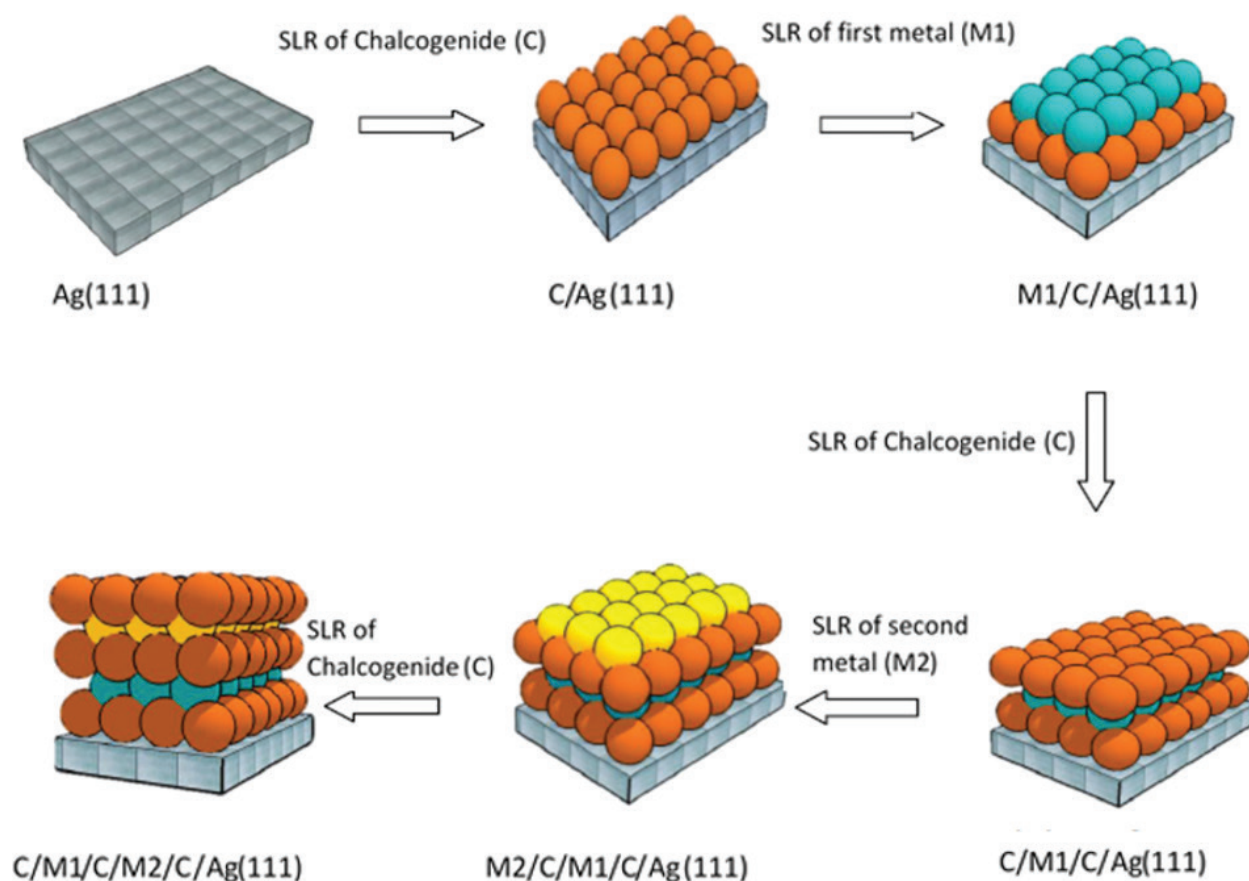 SLR of Chalcogenide (C)
SLR of first metal (M1)
Ag(111)
C/Ag(111)
M1/C/Ag(111)
SLR of Chalcogenide (C)
SLR of
Chalcogenide (C)
SLR of second
metal (M2)
C/M1/C/M2/C/Ag(111)
M2/C/M1/C/Ag(111)
C/M1/C/Ag(111)